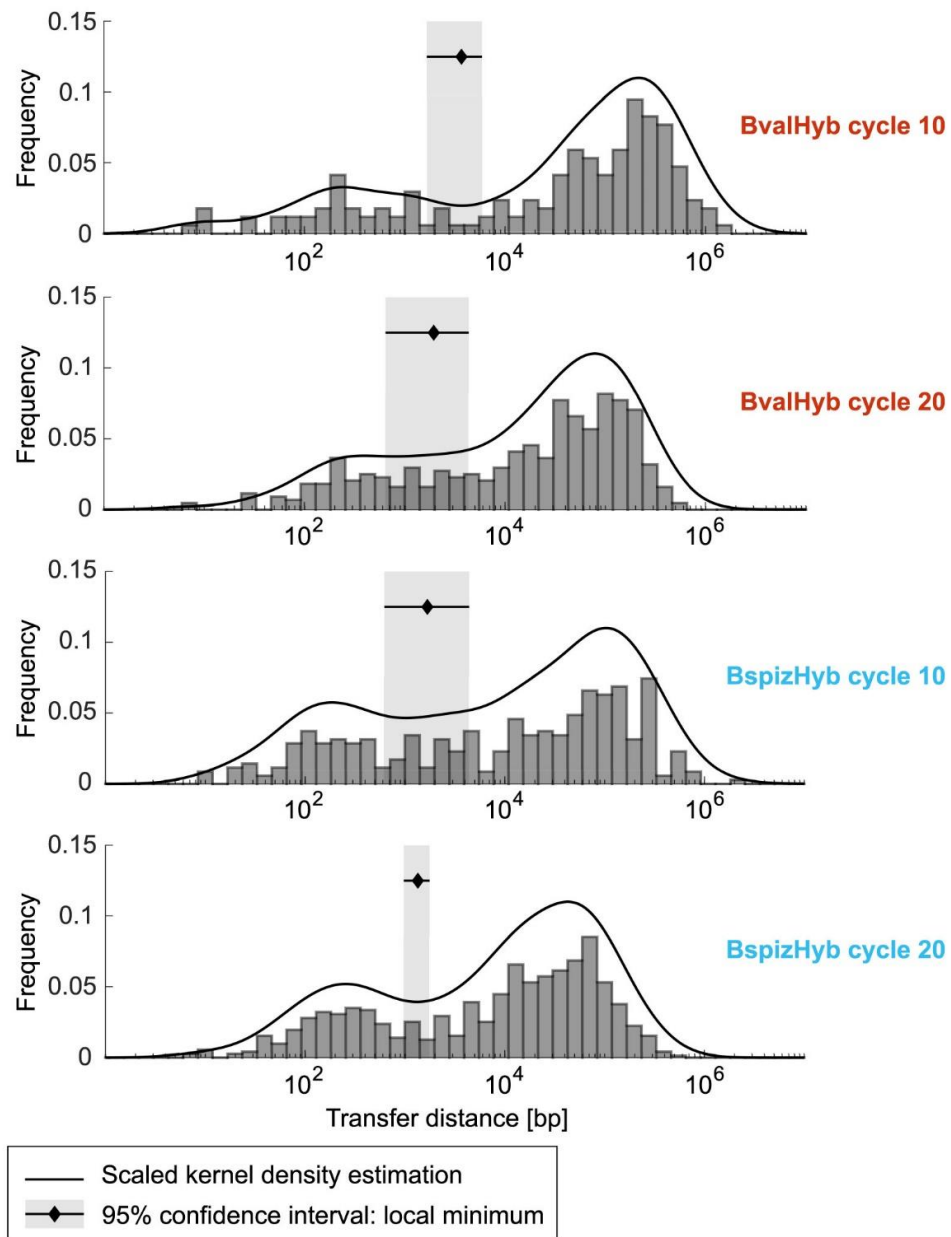 0.15
0.1
0.05
0
Frequency
10^2
10^4
10^6
BvalHyb cycle 10
0.15
0.1
0.05
0
Frequency
10^2
10^4
10^6
BvalHyb cycle 20
0.15
0.1
0.05
0
Frequency
10^2
10^4
10^6
BspizHyb cycle 10
0.15
0.1
0.05
0
Frequency
10^2
10^4
10^6
BspizHyb cycle 20
Transfer distance [bp]
Scaled kernel density estimation
95% confidence interval: local minimum